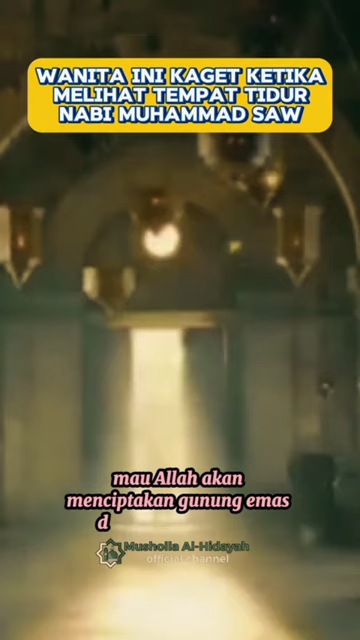 WANITA INI KAGET KETIKA
MELIHAT TEMPAT TIDUR
NABI MUHAMMAD SAW
mau Allah akan
menciptakan gunung emas
d
Musholla Al-Hidayah
official channel